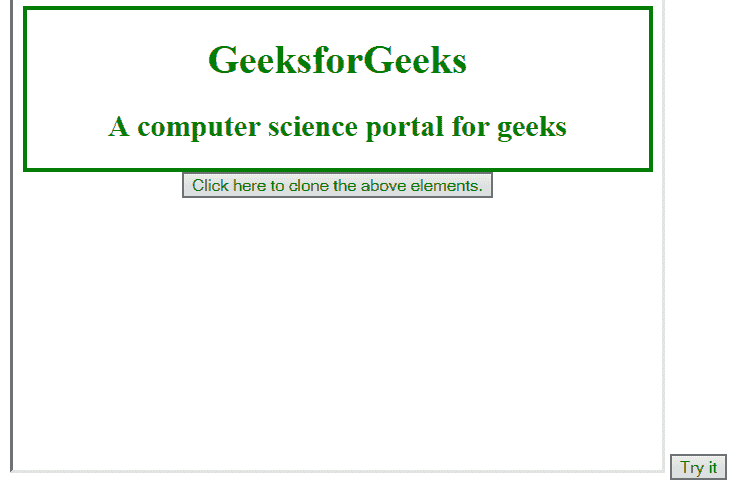 GeeksforGeeks
A computer science portal for geeks
Click here to clone the above elements.
Try it